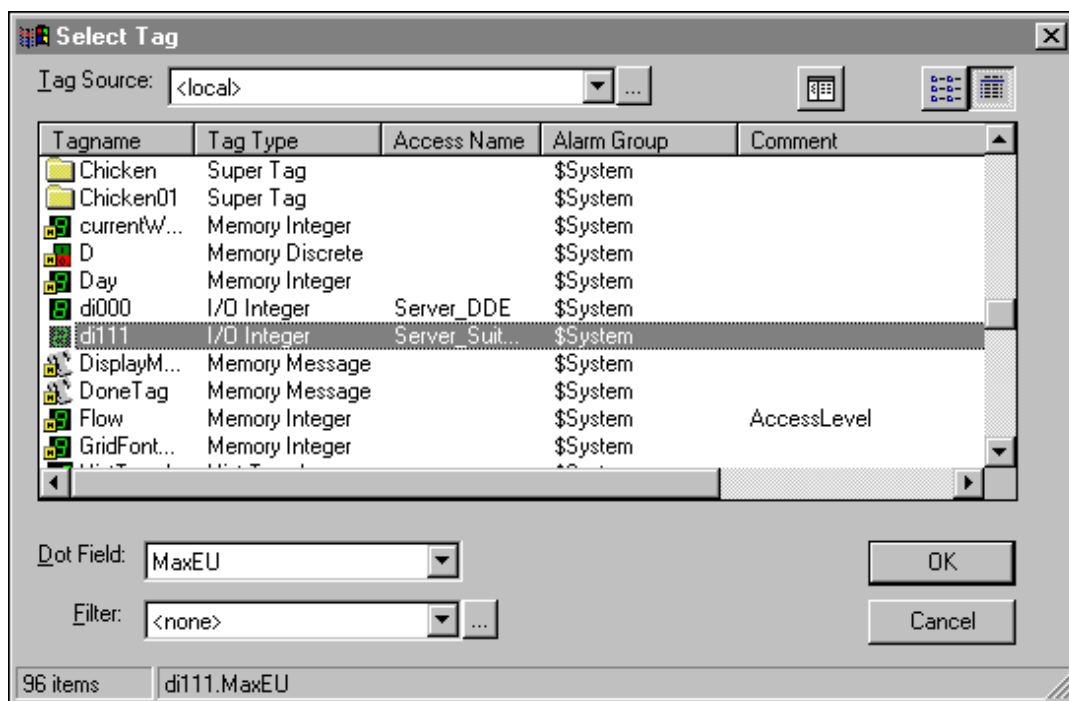 Select Tag
Tag Source: <local> ...
Tagname Tag Type Access Name Alarm Group Comment
Chicken Super Tag $System
Chicken01 Super Tag $System
currentW... Memory Integer $System
D Memory Discrete $System
Day Memory Integer $System
di000 I/O Integer Server_DDE $System
di111 I/O Integer Server_Suit... $System
DisplayM... Memory Message $System
DoneTag Memory Message $System
Flow Memory Integer $System AccessLevel
GridFont... Memory Integer $System
Dot Field: MaxEU OK
Filter: <none> ... Cancel
96 items di111.MaxEU